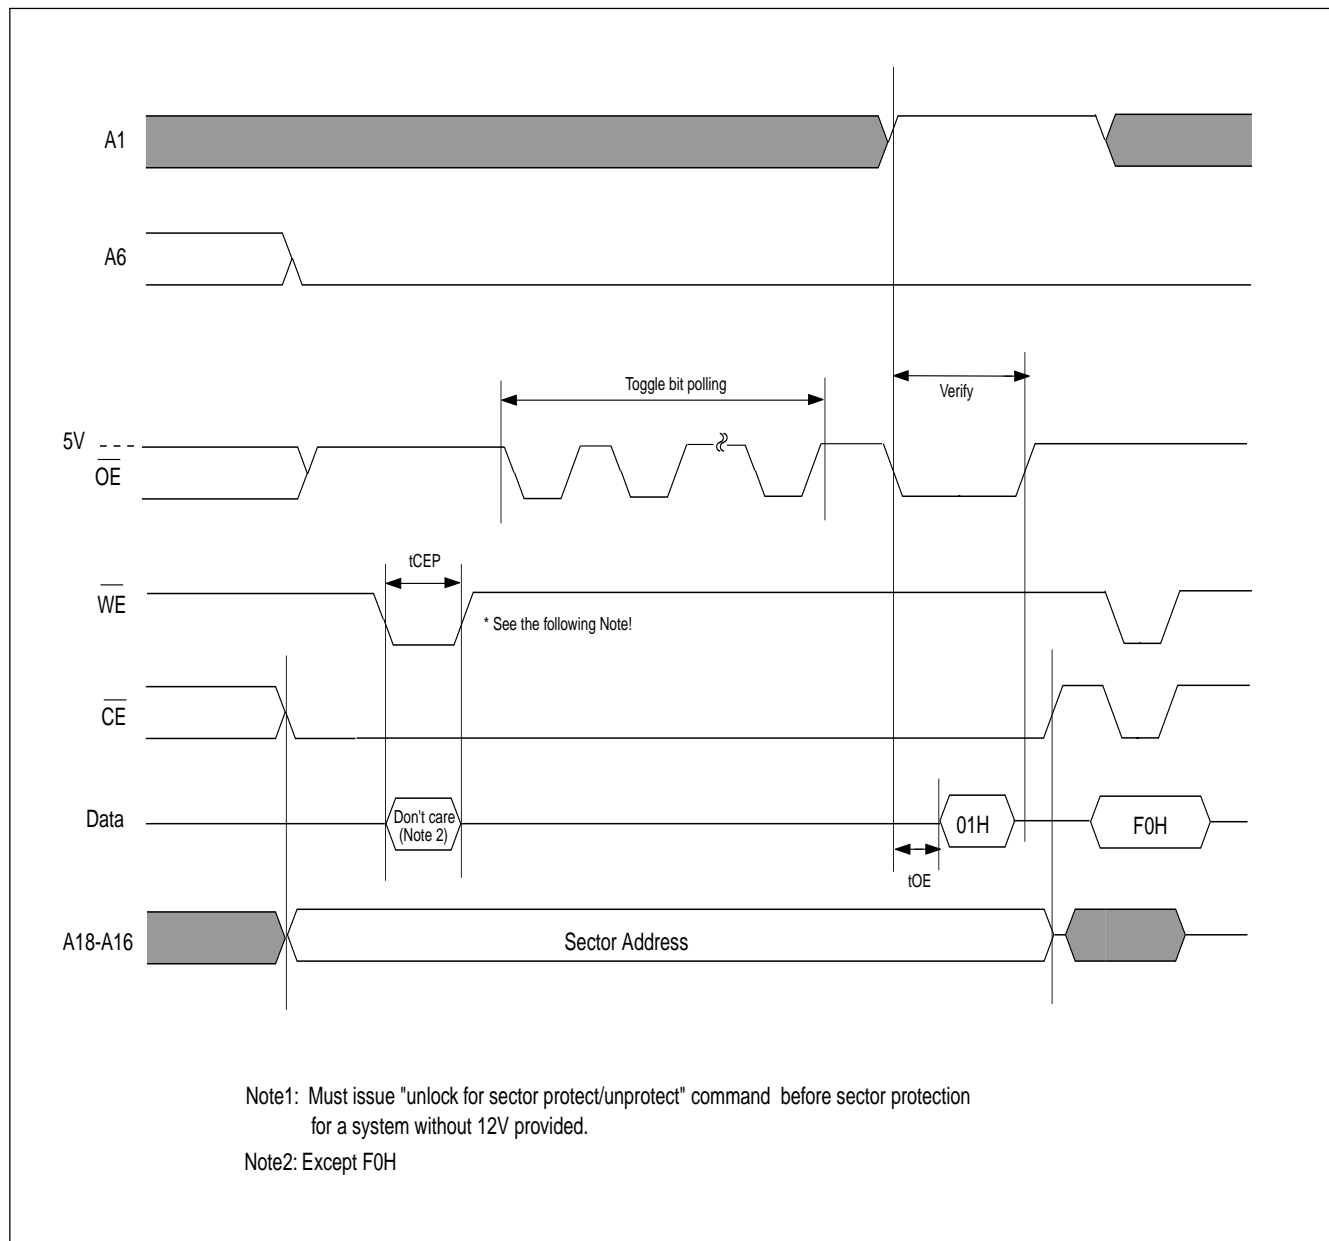 A1
A6
Toggle bit polling
Verify
5V
OE
tCEP
WE
* See the following Note!
CE
Data
Don't care
(Note 2)
01H
F0H
tOE
A18-A16
Sector Address
Note1: Must issue "unlock for sector protect/unprotect" command before sector protection
for a system without 12V provided.
Note2: Except F0H